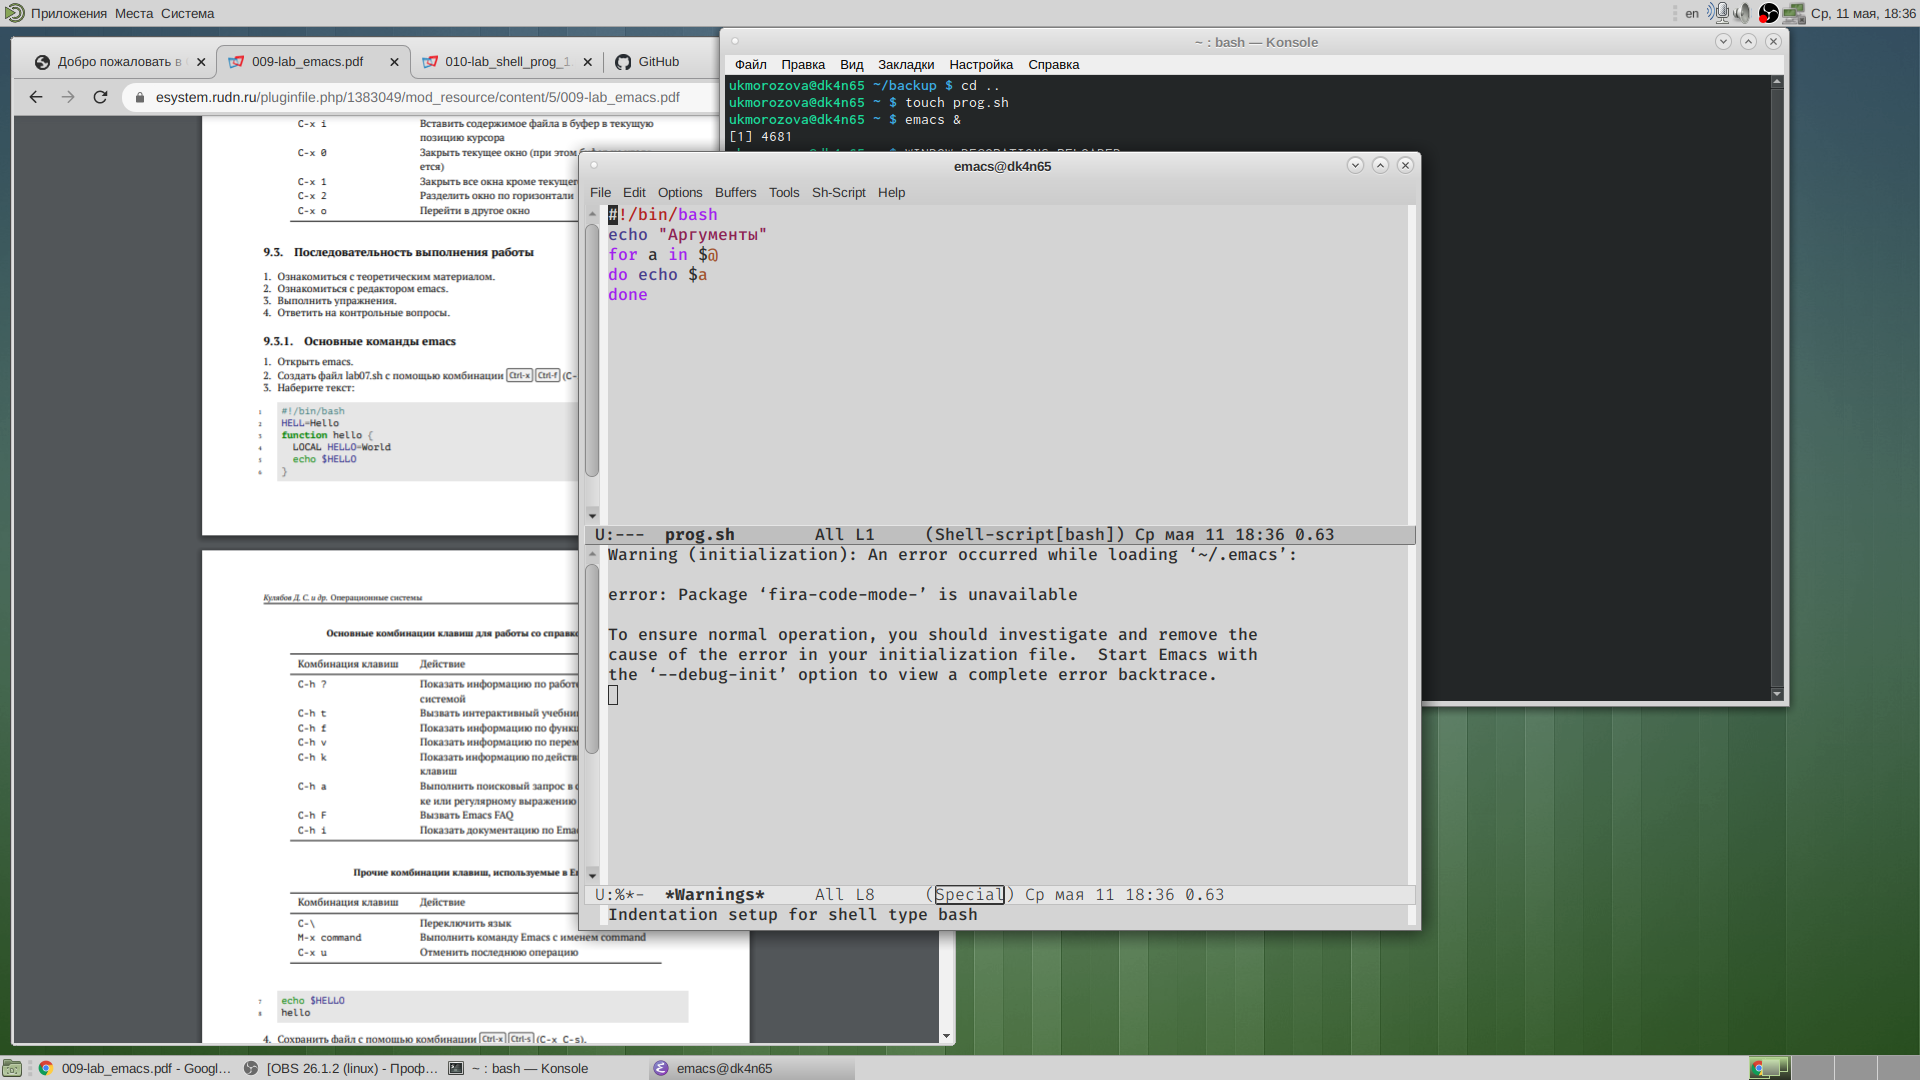 Приложения Места Система
en
Ср, 11 мая, 18:36
Добро пожаловать в
009-lab_emacs.pdf
010-lab_shell_prog_1.
GitHub
esystem.rudn.ru/pluginfile.php/1383049/mod_resource/content/5/009-lab_emacs.pdf
C-x i Вставить содержимое файла в буфер в текущую
позицию курсора
C-x 0 Закрыть текущее окно (при этом
ется)
C-x 1 Закрыть все окна кроме текущег
C-x 2 Разделить окно по горизонтали
C-x o Перейти в другое окно
9.3. Последовательность выполнения работы
1. Ознакомиться с теоретическим материалом.
2. Ознакомиться с редактором emacs.
3. Выполнить упражнения.
4. Ответить на контрольные вопросы.
9.3.1. Основные команды emacs
1. Открыть emacs.
2. Создать файл lab07.sh с помощью комбинации Ctrl-x Ctrl-f (C-
3. Наберите текст:
1 #!/bin/bash
2 HELL=Hello
3 function hello {
4 LOCAL HELLO=World
5 echo $HELLO
6 }
Кулябов Д. С. и др. Операционные системы
Основные комбинации клавиш для работы со справк
Комбинация клавиш Действие
C-h ? Показать информацию по работе
системой
C-h t Вызвать интерактивный учебни
C-h f Показать информацию по функц
C-h v Показать информацию по перем
C-h k Показать информацию по действ
клавиш
C-h a Выполнить поисковый запрос в с
ке или регулярному выражению
C-h F Вызвать Emacs FAQ
C-h i Показать документацию по Ema
Прочие комбинации клавиш, используемые в E
Комбинация клавиш Действие
C-\ Переключить язык
M-x command Выполнить команду Emacs с именем command
C-x u Отменить последнюю операцию
7 echo $HELLO
8 hello
4. Сохранить файл с помощью комбинации Ctrl-x Ctrl-s (C-x C-s).
~ : bash — Konsole
Файл Правка Вид Закладки Настройка Справка
ukmorozova@dk4n65 ~/backup $ cd ..
ukmorozova@dk4n65 ~ $ touch prog.sh
ukmorozova@dk4n65 ~ $ emacs &
[1] 4681
emacs@dk4n65
File Edit Options Buffers Tools Sh-Script Help
#!/bin/bash
echo "Аргументы"
for a in $@
do echo $a
done
U:--- prog.sh All L1 (Shell-script[bash]) Ср мая 11 18:36 0.63
Warning (initialization): An error occurred while loading ‘~/.emacs’:
error: Package ‘fira-code-mode-’ is unavailable
To ensure normal operation, you should investigate and remove the
cause of the error in your initialization file. Start Emacs with
the ‘--debug-init’ option to view a complete error backtrace.
U:%*- *Warnings* All L8 (Special) Ср мая 11 18:36 0.63
Indentation setup for shell type bash
009-lab_emacs.pdf - Googl...
[OBS 26.1.2 (linux) - Проф...
~ : bash — Konsole
emacs@dk4n65